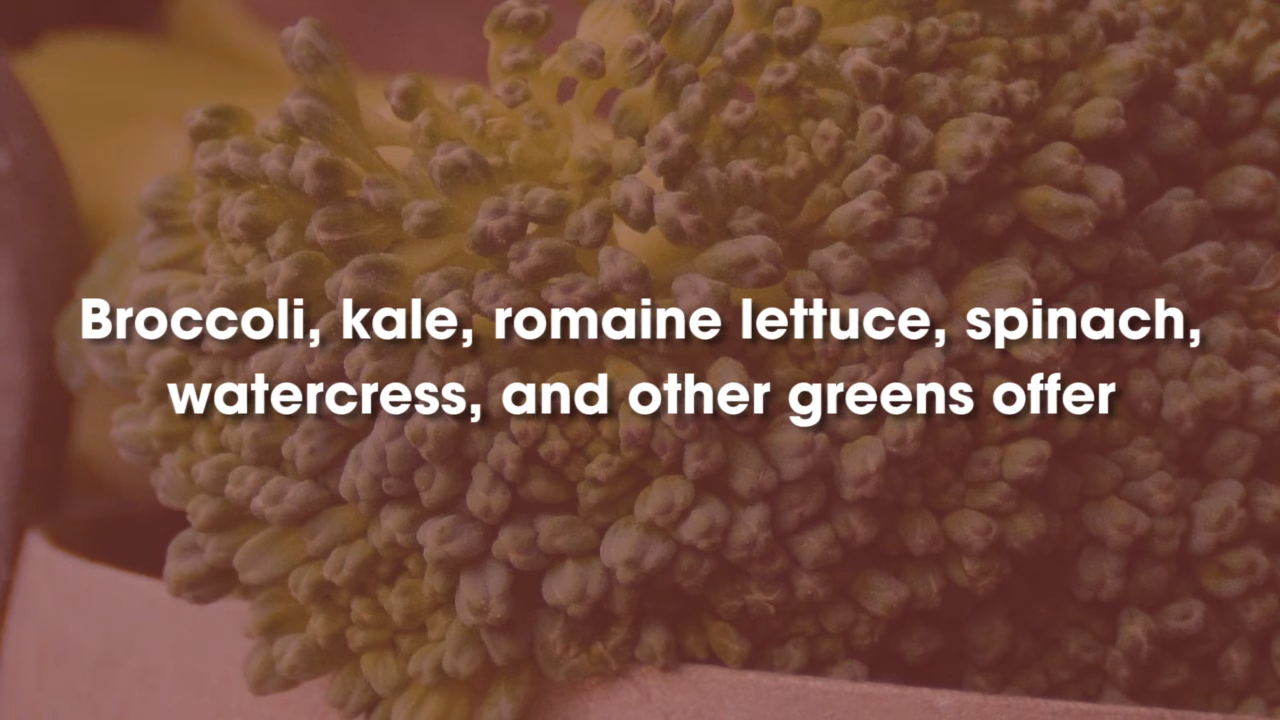 Broccoli, kale, romaine lettuce, spinach,
watercress, and other greens offer